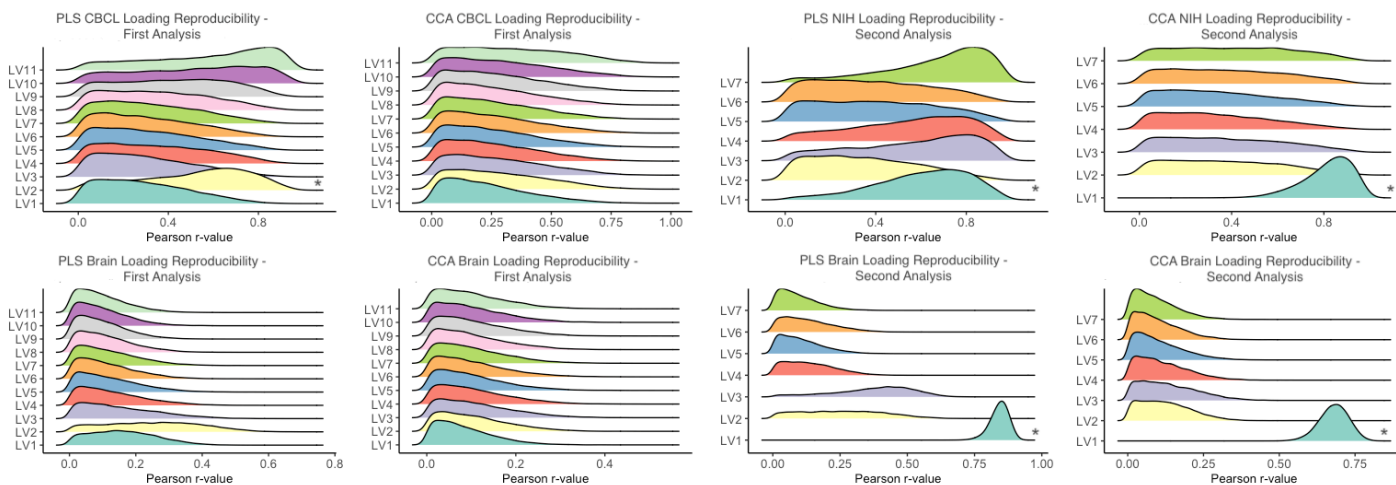 PLS CBCL Loading Reproducibility -
First Analysis
LV11
LV10
LV9
LV8
LV7
LV6
LV5
LV4
LV3
LV2
LV1
*
0.0 0.4 0.8
Pearson r-value
CCA CBCL Loading Reproducibility -
First Analysis
LV11
LV10
LV9
LV8
LV7
LV6
LV5
LV4
LV3
LV2
LV1
0.00 0.25 0.50 0.75 1.00
Pearson r-value
PLS NIH Loading Reproducibility -
Second Analysis
LV7
LV6
LV5
LV4
LV3
LV2
LV1
*
0.0 0.4 0.8
Pearson r-value
CCA NIH Loading Reproducibility -
Second Analysis
LV7
LV6
LV5
LV4
LV3
LV2
LV1
*
0.0 0.4 0.8
Pearson r-value
PLS Brain Loading Reproducibility -
First Analysis
LV11
LV10
LV9
LV8
LV7
LV6
LV5
LV4
LV3
LV2
LV1
0.0 0.2 0.4 0.6 0.8
Pearson r-value
CCA Brain Loading Reproducibility -
First Analysis
LV11
LV10
LV9
LV8
LV7
LV6
LV5
LV4
LV3
LV2
LV1
0.0 0.2 0.4
Pearson r-value
PLS Brain Loading Reproducibility -
Second Analysis
LV7
LV6
LV5
LV4
LV3
LV2
LV1
*
0.00 0.25 0.50 0.75 1.00
Pearson r-value
CCA Brain Loading Reproducibility -
Second Analysis
LV7
LV6
LV5
LV4
LV3
LV2
LV1
*
0.00 0.25 0.50 0.75
Pearson r-value